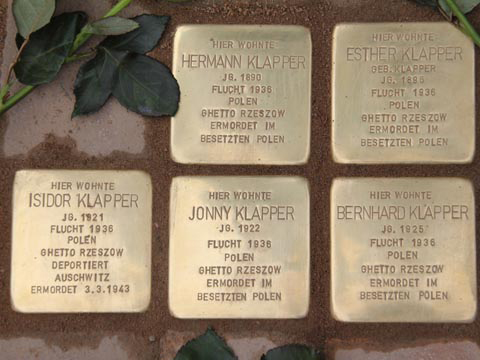 HIER WOHNTE
HERMANN KLAPPER
JG. 1890
FLUCHT 1936
POLEN
GHETTO RZESZOW
ERMORDET IM
BESETZTEN POLEN
HIER WOHNTE
ESTHER KLAPPER
GEB. KLAPPER
JG. 1895
FLUCHT 1936
POLEN
GHETTO RZESZOW
ERMORDET IM
BESETZTEN POLEN
HIER WOHNTE
ISIDOR KLAPPER
JG. 1921
FLUCHT 1936
POLEN
GHETTO RZESZOW
DEPORTIERT
AUSCHWITZ
ERMORDET 3.3.1943
HIER WOHNTE
JONNY KLAPPER
JG. 1922
FLUCHT 1936
POLEN
GHETTO RZESZOW
ERMORDET IM
BESETZTEN POLEN
HIER WOHNTE
BERNHARD KLAPPER
JG. 1925
FLUCHT 1936
POLEN
GHETTO RZESZOW
ERMORDET IM
BESETZTEN POLEN